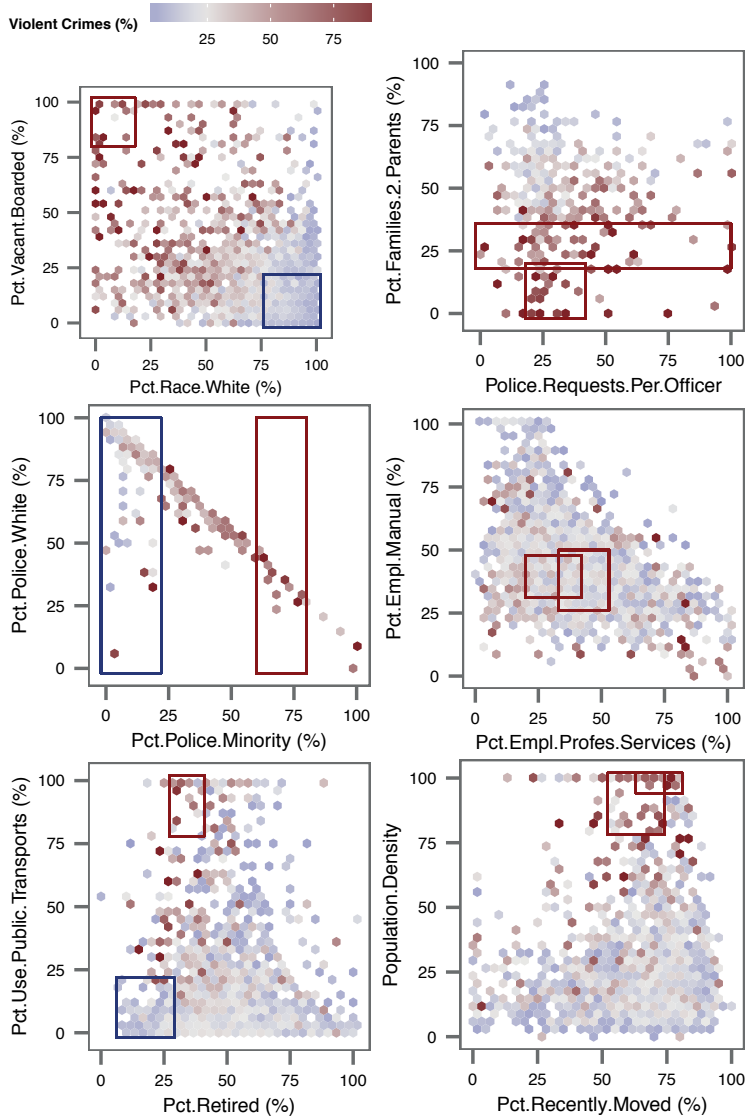 Violent Crimes (%)
25 50 75
Pct.Vacant.Boarded (%)
100
75
50
25
0
0 25 50 75 100
Pct.Race.White (%)
Pct.Families.2.Parents (%)
100
75
50
25
0
0 25 50 75 100
Police.Requests.Per.Officer
Pct.Police.White (%)
100
75
50
25
0
0 25 50 75 100
Pct.Police.Minority (%)
Pct.Empl.Manual (%)
100
75
50
25
0
0 25 50 75 100
Pct.Empl.Profes.Services (%)
Pct.Use.Public.Transports (%)
100
75
50
25
0
0 25 50 75 100
Pct.Retired (%)
Population.Density
100
75
50
25
0
0 25 50 75 100
Pct.Recently.Moved (%)